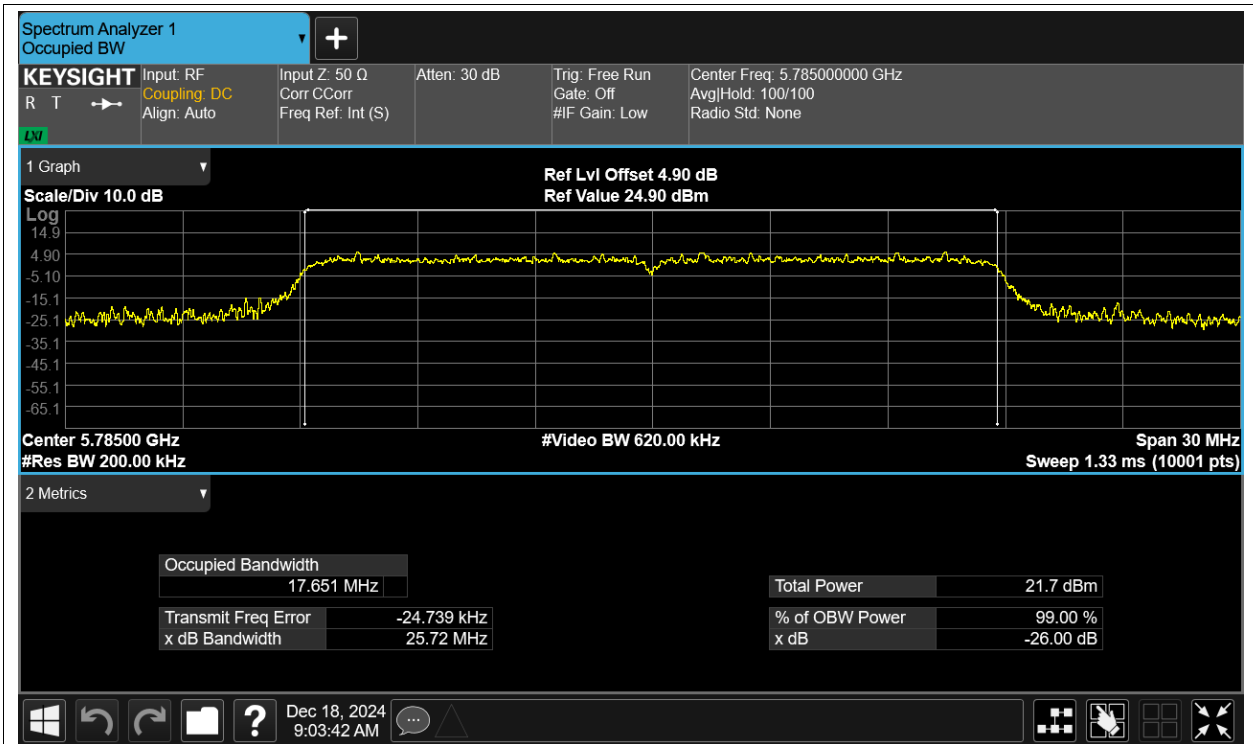 Spectrum Analyzer 1
Occupied BW
KEYSIGHT
R T
LXI
Input: RF
Coupling: DC
Align: Auto
Input Z: 50 Ω
Corr CCorr
Freq Ref: Int (S)
Atten: 30 dB
Trig: Free Run
Gate: Off
#IF Gain: Low
Center Freq: 5.785000000 GHz
Avg|Hold: 100/100
Radio Std: None
1 Graph
Scale/Div 10.0 dB
Ref Lvl Offset 4.90 dB
Ref Value 24.90 dBm
Log
14.9
4.90
-5.10
-15.1
-25.1
-35.1
-45.1
-55.1
-65.1
Center 5.78500 GHz
#Video BW 620.00 kHz
Span 30 MHz
#Res BW 200.00 kHz
Sweep 1.33 ms (10001 pts)
2 Metrics
Occupied Bandwidth
17.651 MHz
Total Power 21.7 dBm
Transmit Freq Error -24.739 kHz
% of OBW Power 99.00 %
x dB Bandwidth 25.72 MHz
x dB -26.00 dB
?
Dec 18, 2024
9:03:42 AM